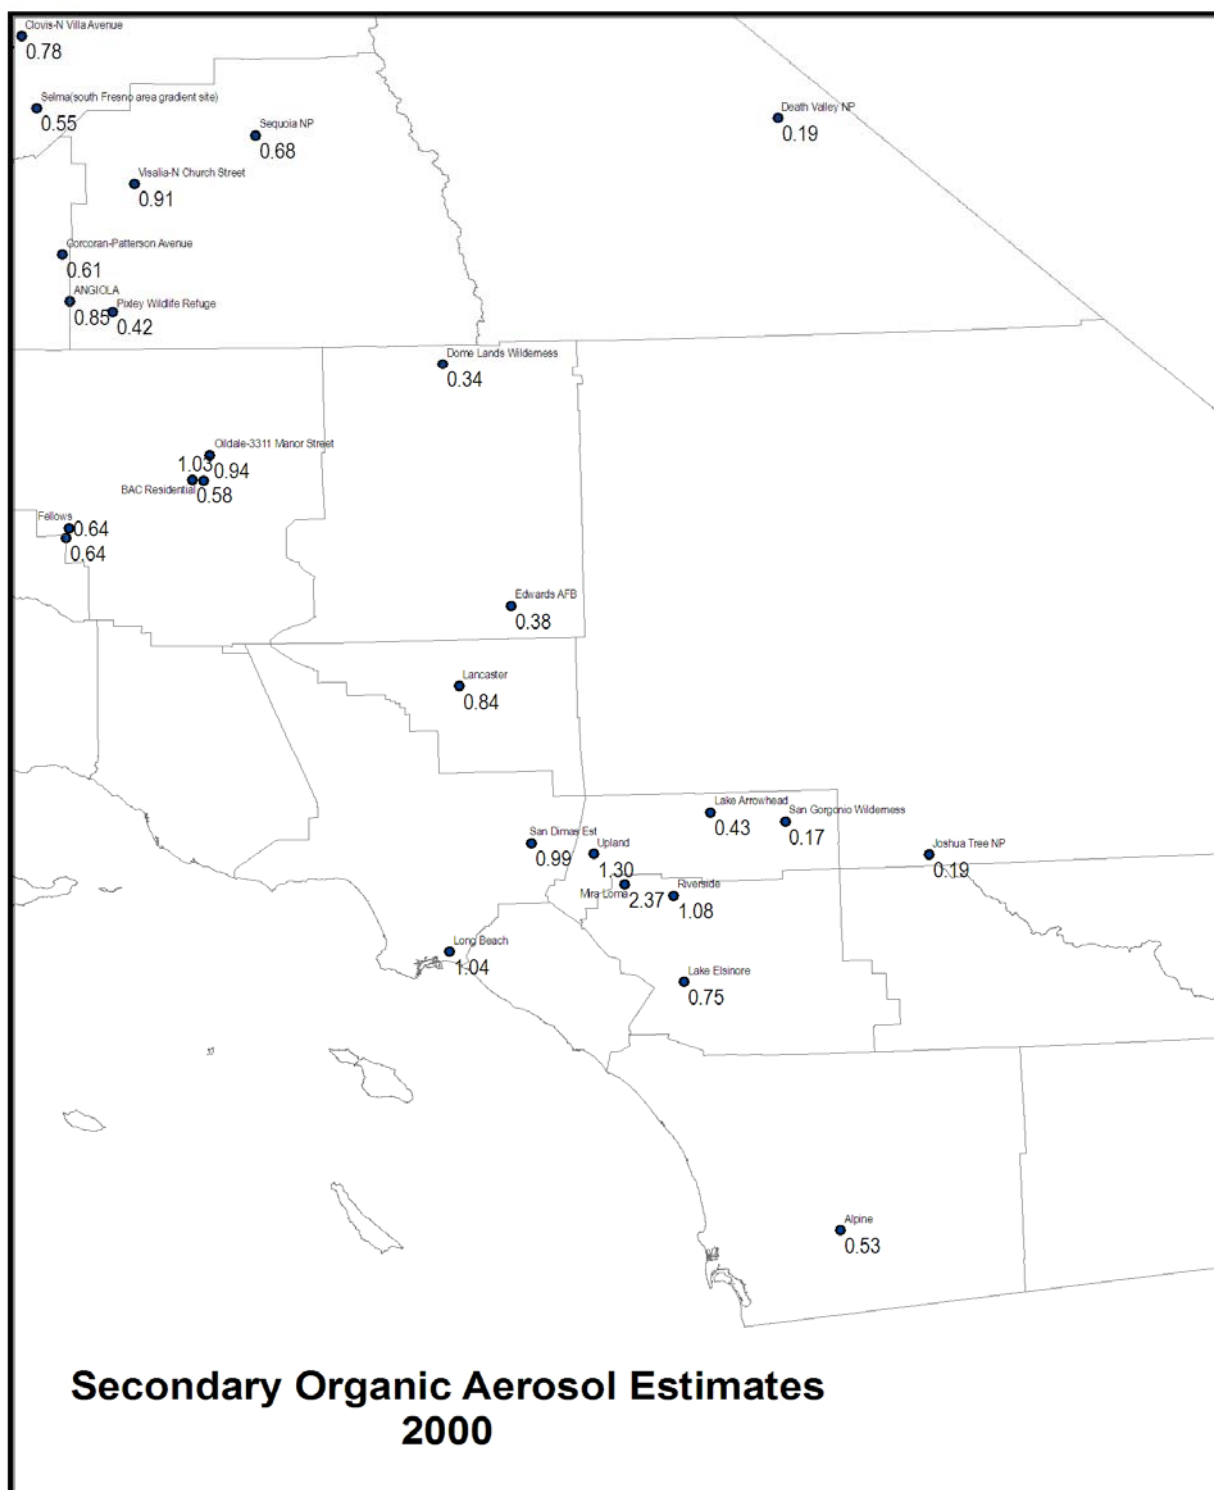 Clovis-N Villa Avenue
0.78
Selma(south Fresno area gradient site)
0.55
Death Valley NP
0.19
Sequoia NP
0.68
Visalia-N Church Street
0.91
Corcoran-Patterson Avenue
0.61
ANGIOLA
0.85
Pixley Wildlife Refuge
0.42
Dome Lands Wilderness
0.34
Oildale-3311 Manor Street
1.03
0.94
BAC Residential
0.58
Fellows
0.64
0.64
Edwards AFB
0.38
Lancaster
0.84
Lake Arrowhead
0.43
San Gorgonio Wilderness
0.17
San Dimas Est
0.99
Upland
1.30
Joshua Tree NP
0.19
Mira Loma
2.37
Riverside
1.08
Long Beach
1.04
Lake Elsinore
0.75
Alpine
0.53
Secondary Organic Aerosol Estimates
2000